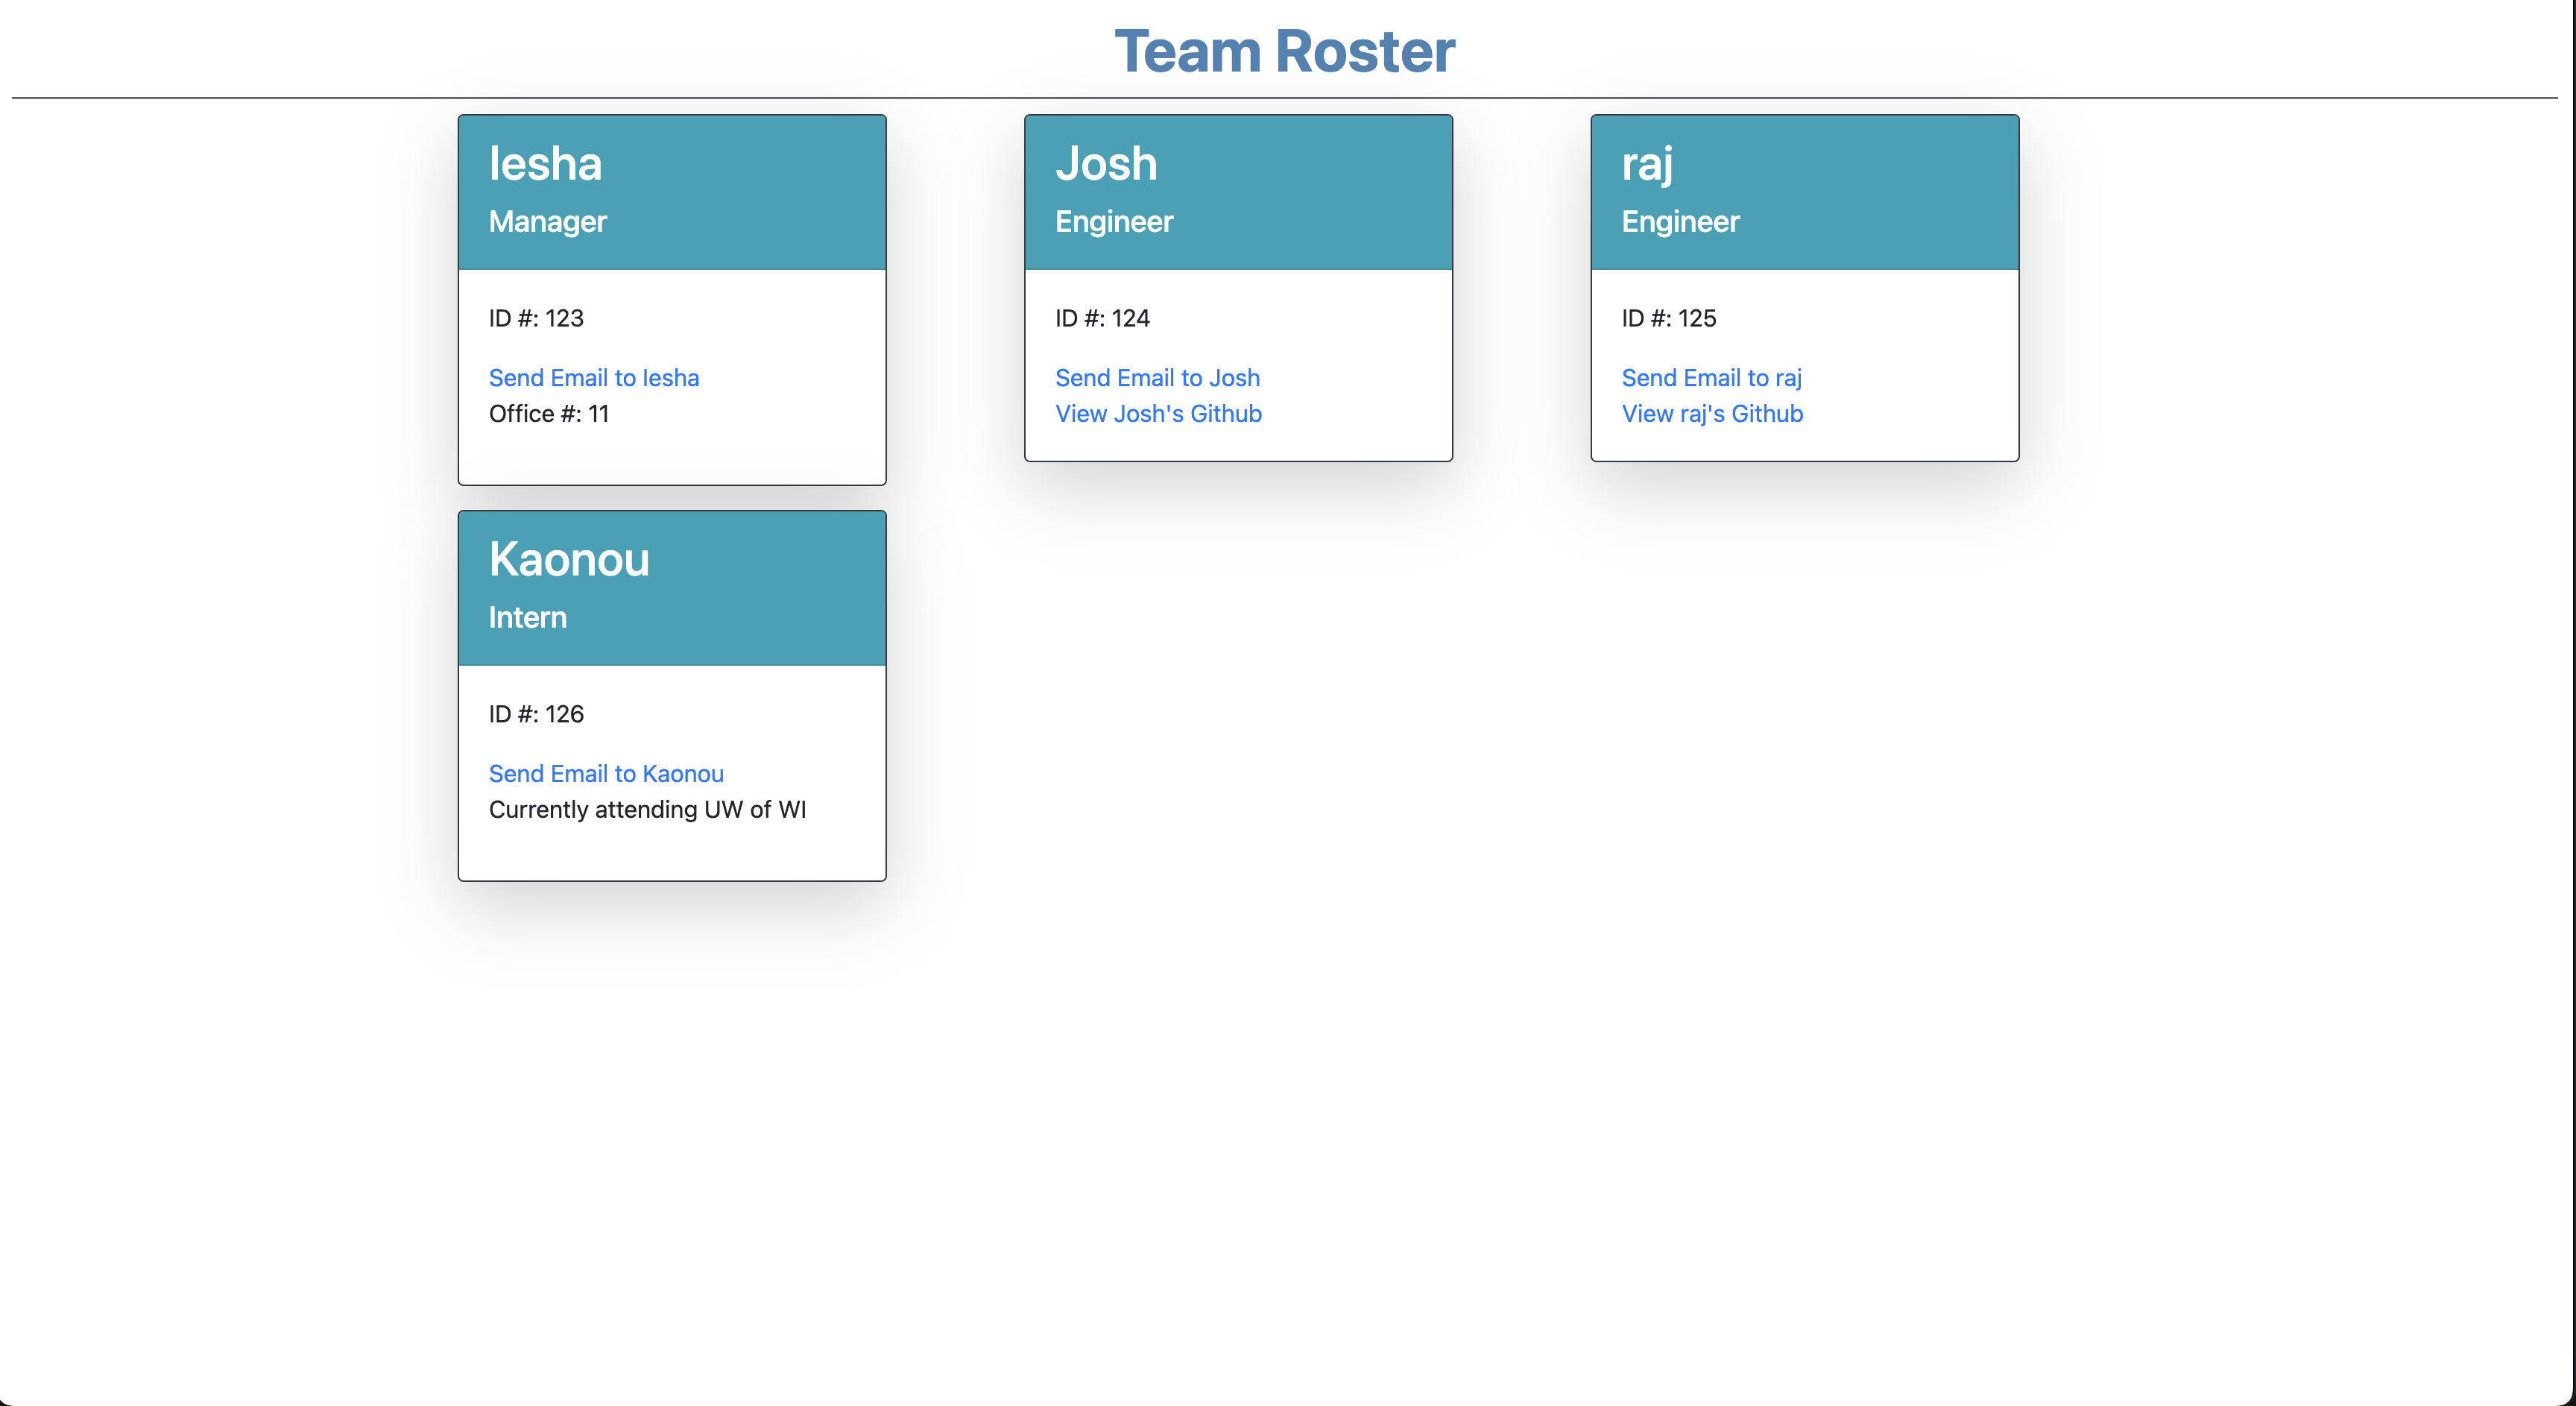 Team Roster
Iesha
Manager
ID #: 123
Send Email to Iesha
Office #: 11
Josh
Engineer
ID #: 124
Send Email to Josh
View Josh's Github
raj
Engineer
ID #: 125
Send Email to raj
View raj's Github
Kaonou
Intern
ID #: 126
Send Email to Kaonou
Currently attending UW of WI